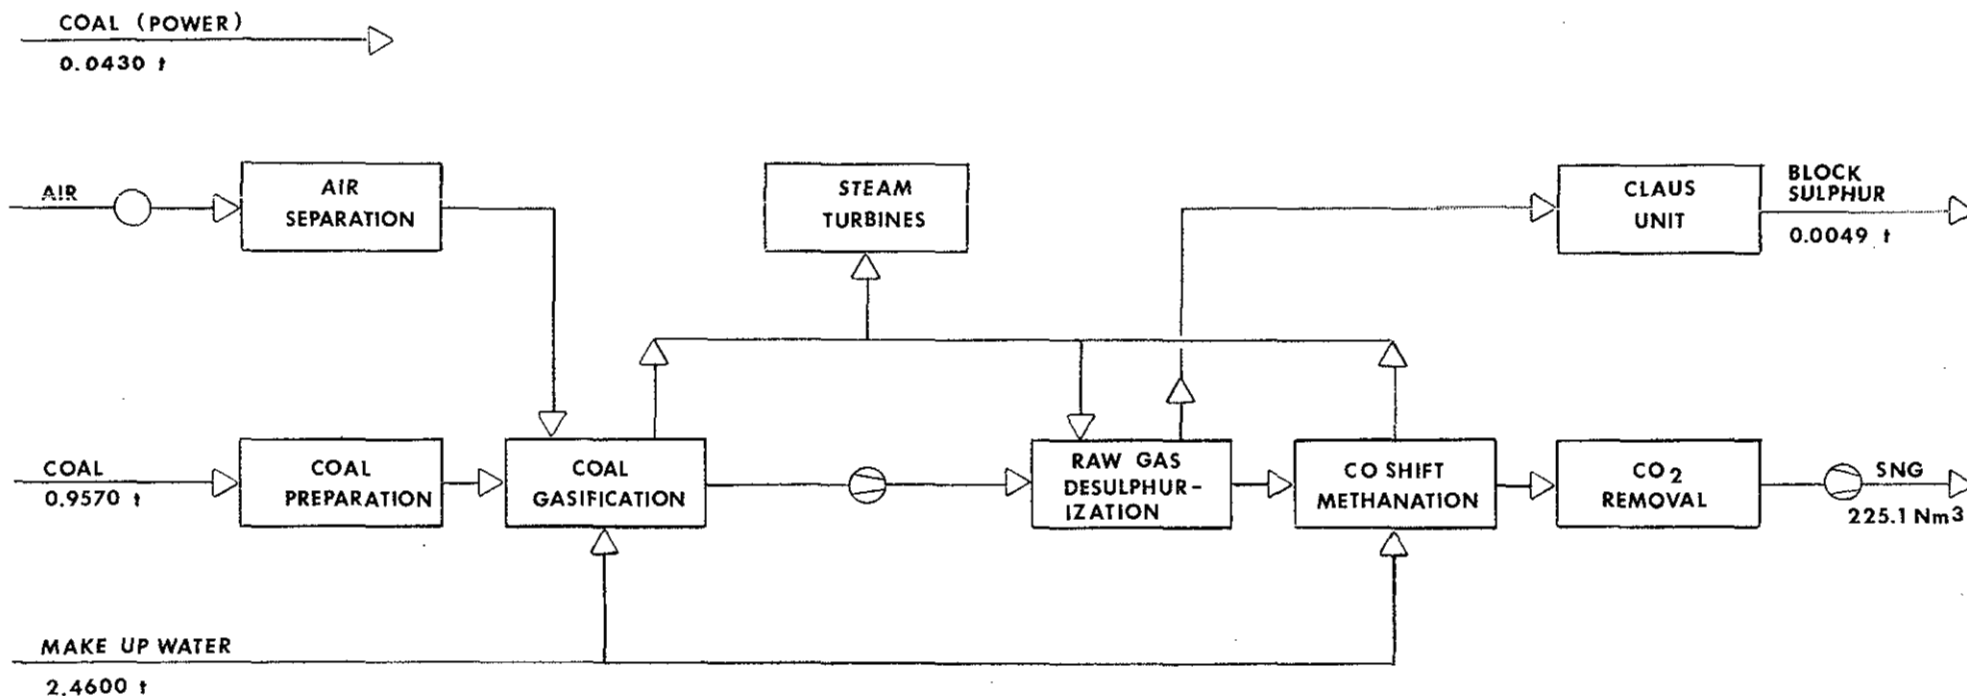 COAL (POWER)
0.0430 t
AIR
AIR
SEPARATION
STEAM
TURBINES
CLAUS
UNIT
BLOCK
SULPHUR
0.0049 t
COAL
0.9570 t
COAL
PREPARATION
COAL
GASIFICATION
RAW GAS
DESULPHUR-
IZATION
CO SHIFT
METHANATION
CO2
REMOVAL
SNG
225.1 Nm3
MAKE UP WATER
2.4600 t